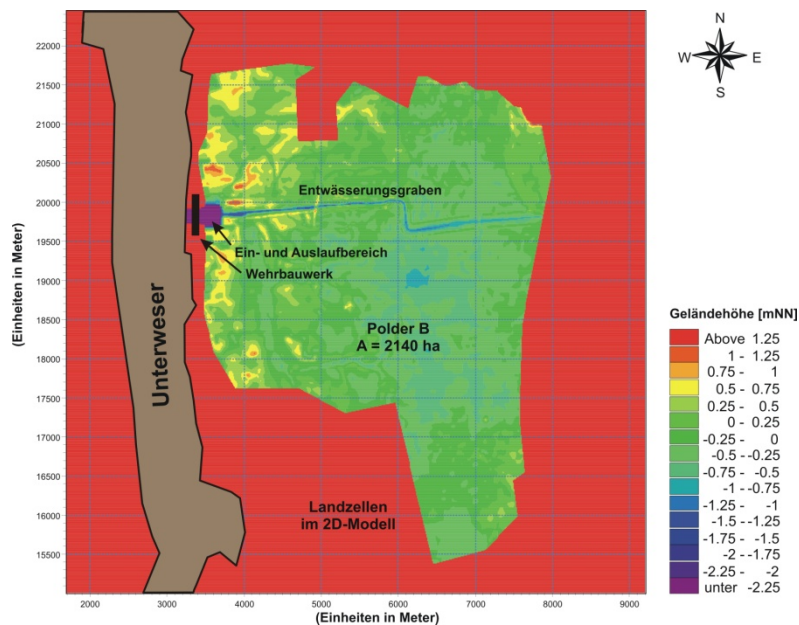 N
W E
S
22000
21500
21000
20500
20000
19500
19000
18500
18000
17500
17000
16500
16000
15500
(Einheiten in Meter)
Unterweser
Entwässerungsgraben
Ein- und Auslaufbereich
Wehrbauwerk
Polder B
A = 2140 ha
Landzellen
im 2D-Modell
2000 3000 4000 5000 6000 7000 8000 9000
(Einheiten in Meter)
Geländehöhe [mNN]
Above 1.25
1 - 1.25
0.75 - 1
0.5 - 0.75
0.25 - 0.5
0 - 0.25
-0.25 - 0
-0.5 - -0.25
-0.75 - -0.5
-1 - -0.75
-1.25 - -1
-1.5 - -1.25
-1.75 - -1.5
-2 - -1.75
-2.25 - -2
unter -2.25